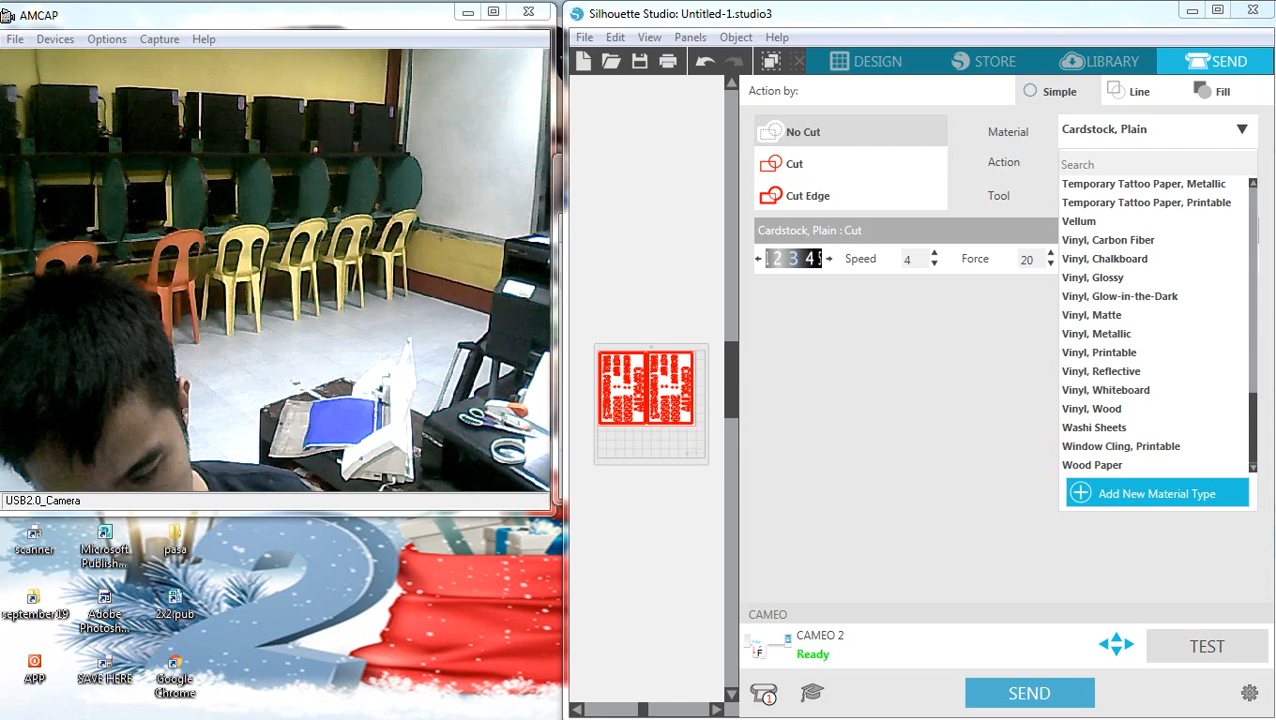 AMCAP
File Devices Options Capture Help
USB2.0_Camera
scanner
Microsoft Publish...
pasa
september19
Adobe Photosh...
2x2 pub
APP
SAVE HERE
Google Chrome
Silhouette Studio: Untitled-1.studio3
File Edit View Panels Object Help
DESIGN STORE LIBRARY SEND
Action by: Simple Line Fill
No Cut
Cut
Cut Edge
Material Cardstock, Plain
Action
Tool
Cardstock, Plain : Cut
1 2 3 4 5 Speed 4 Force 20
Search
Temporary Tattoo Paper, Metallic
Temporary Tattoo Paper, Printable
Vellum
Vinyl, Carbon Fiber
Vinyl, Chalkboard
Vinyl, Glossy
Vinyl, Glow-in-the-Dark
Vinyl, Matte
Vinyl, Metallic
Vinyl, Printable
Vinyl, Reflective
Vinyl, Whiteboard
Vinyl, Wood
Washi Sheets
Window Cling, Printable
Wood Paper
Add New Material Type
CAMEO
CAMEO 2
Ready
TEST
1
SEND